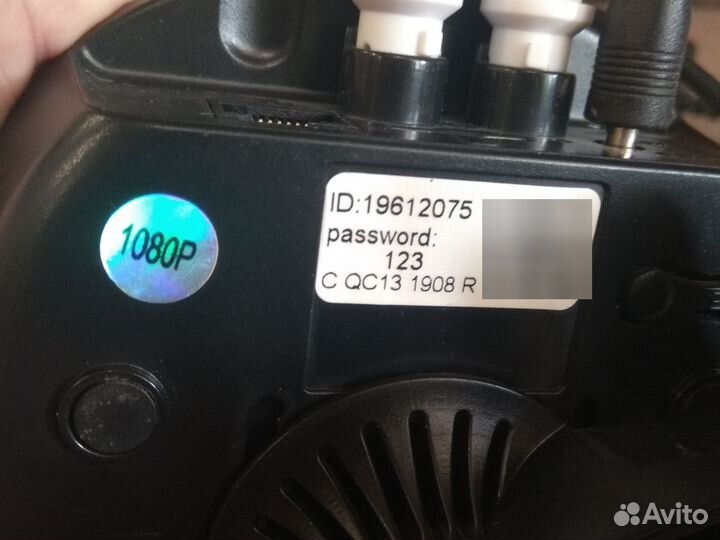 1080P
ID:19612075
password:
123
C QC13 1908 R
Avito